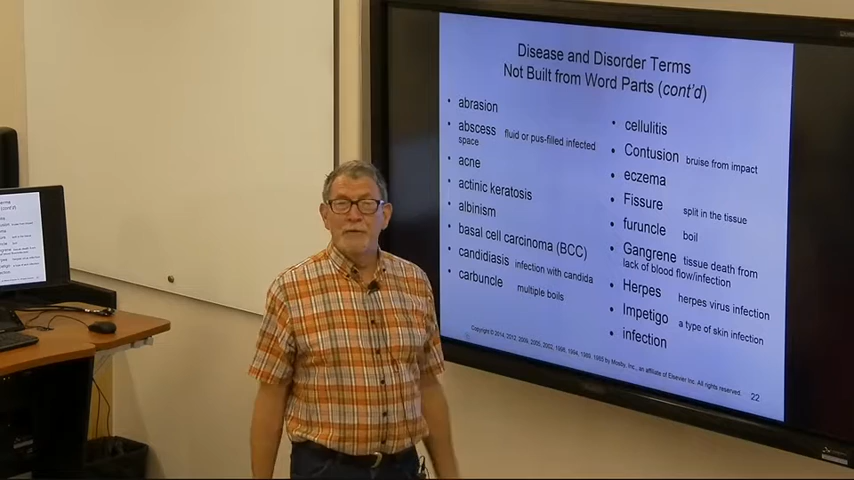 Disease and Disorder Terms
Not Built from Word Parts (cont'd)
• abrasion
• abscess fluid or pus-filled infected
space
• acne
• actinic keratosis
• albinism
• basal cell carcinoma (BCC)
• candidiasis infection with candid
• carbuncle multiple boil
• cellulitis
• Contusion bruise from impact
• eczema
• Fissure split in the tissue
• furuncle boil
• Gangrene tissue death from
lack of blood flow/infection
• Herpes herpes virus infection
• Impetigo a type of skin infection
• infection
Copyright © 2014, 2012, 2009, 2005, 2002, 1998, 1994, 1989 by Mosby, Inc., an affiliate of Elsevier Inc. All rights reserved.
22